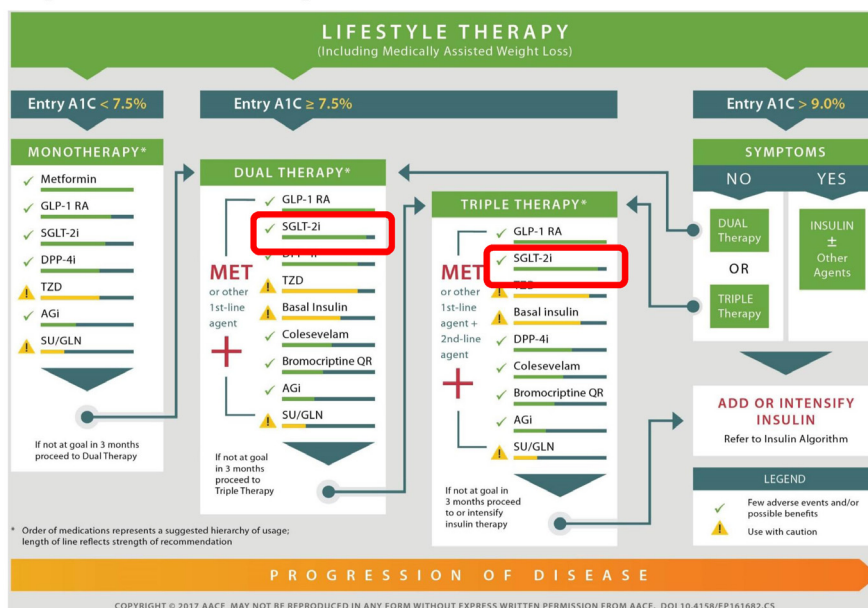 LIFESTYLE THERAPY
(Including Medically Assisted Weight Loss)
Entry A1C < 7.5%
Entry A1C ≥ 7.5%
Entry A1C > 9.0%
MONOTHERAPY*
Metformin
GLP-1 RA
SGLT-2i
DPP-4i
TZD
AGi
SU/GLN
If not at goal in 3 months
proceed to Dual Therapy
DUAL THERAPY*
MET
or other
1st-line
agent
+
GLP-1 RA
SGLT-2i
DPP-4i
TZD
Basal Insulin
Colesevelam
Bromocriptine QR
AGi
SU/GLN
If not at goal
in 3 months
proceed to
Triple Therapy
TRIPLE THERAPY*
MET
or other
1st-line
agent +
2nd-line
agent
+
GLP-1 RA
SGLT-2i
TZD
Basal insulin
DPP-4i
Colesevelam
Bromocriptine QR
AGi
SU/GLN
If not at goal in
3 months proceed
to or intensify
insulin therapy
SYMPTOMS
NO
YES
DUAL
Therapy
OR
TRIPLE
Therapy
INSULIN
±
Other
Agents
ADD OR INTENSIFY
INSULIN
Refer to Insulin Algorithm
LEGEND
Few adverse events and/or
possible benefits
Use with caution
* Order of medications represents a suggested hierarchy of usage;
length of line reflects strength of recommendation
PROGRESSION OF DISEASE
COPYRIGHT © 2017 AACE MAY NOT BE REPRODUCED IN ANY FORM WITHOUT EXPRESS WRITTEN PERMISSION FROM AACE. DOI 10.4158/EP161682.CS